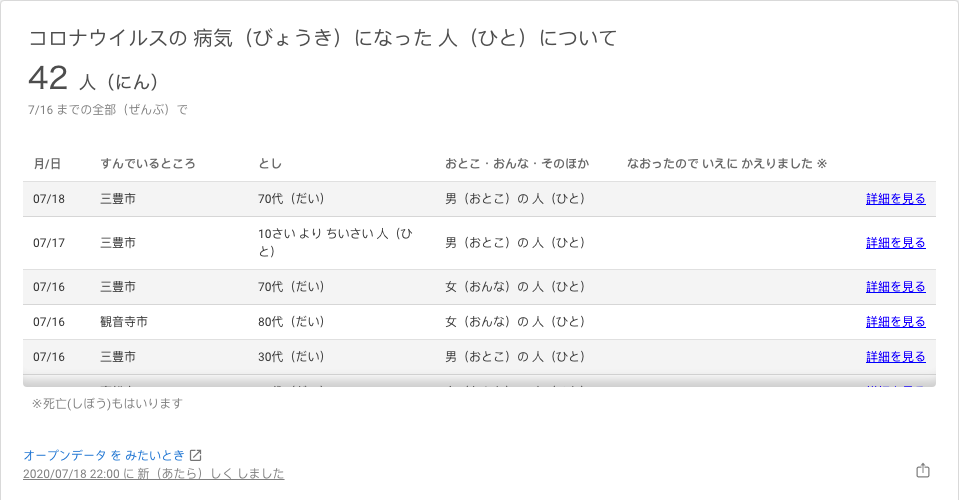 コロナウイルスの 病気（びょうき）になった 人（ひと）について
42 人（にん）
7/16 までの全部（ぜんぶ）で
月/日 すんでいるところ とし おとこ・おんな・そのほか なおったので いえに かえりました ※
07/18 三豊市 70代（だい） 男（おとこ）の 人（ひと） 詳細を見る
07/17 三豊市 10さい より ちいさい 人（ひと） 男（おとこ）の 人（ひと） 詳細を見る
07/16 三豊市 70代（だい） 女（おんな）の 人（ひと） 詳細を見る
07/16 観音寺市 80代（だい） 女（おんな）の 人（ひと） 詳細を見る
07/16 三豊市 30代（だい） 男（おとこ）の 人（ひと） 詳細を見る
※死亡(しぼう)もはいります
オープンデータ を みたいとき
2020/07/18 22:00 に 新（あたら）しく しました